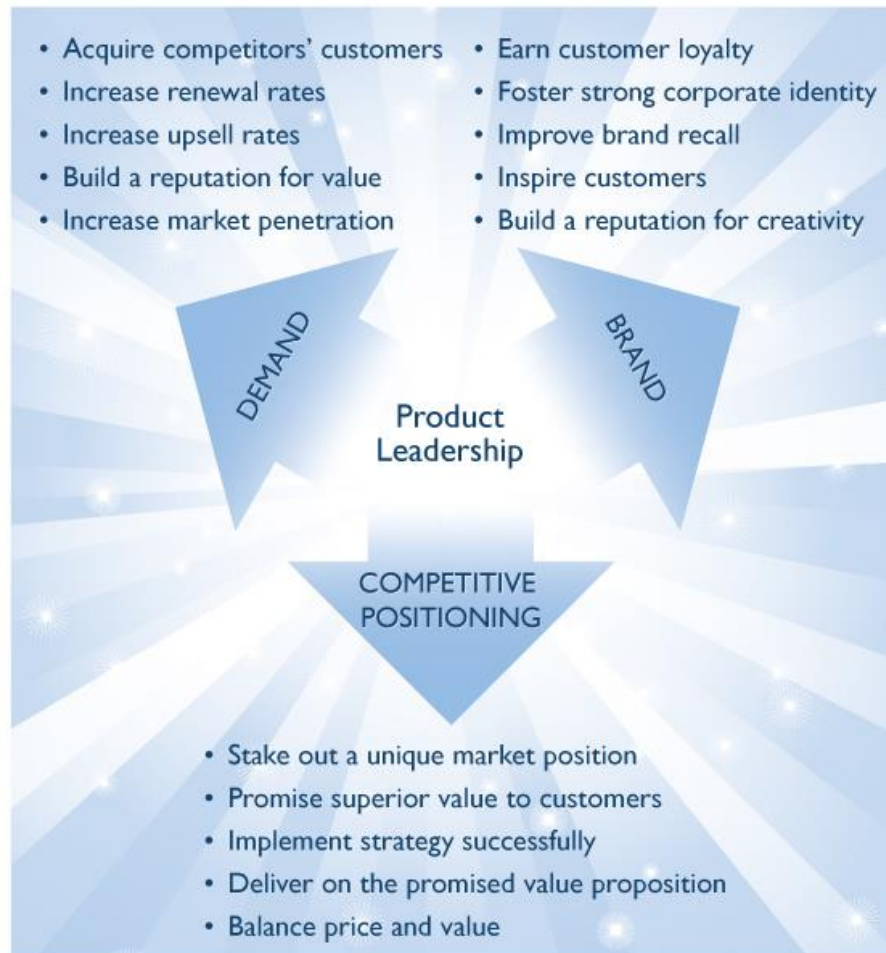 • Acquire competitors’ customers
• Increase renewal rates
• Increase upsell rates
• Build a reputation for value
• Increase market penetration
• Earn customer loyalty
• Foster strong corporate identity
• Improve brand recall
• Inspire customers
• Build a reputation for creativity
DEMAND
BRAND
Product
Leadership
COMPETITIVE
POSITIONING
• Stake out a unique market position
• Promise superior value to customers
• Implement strategy successfully
• Deliver on the promised value proposition
• Balance price and value